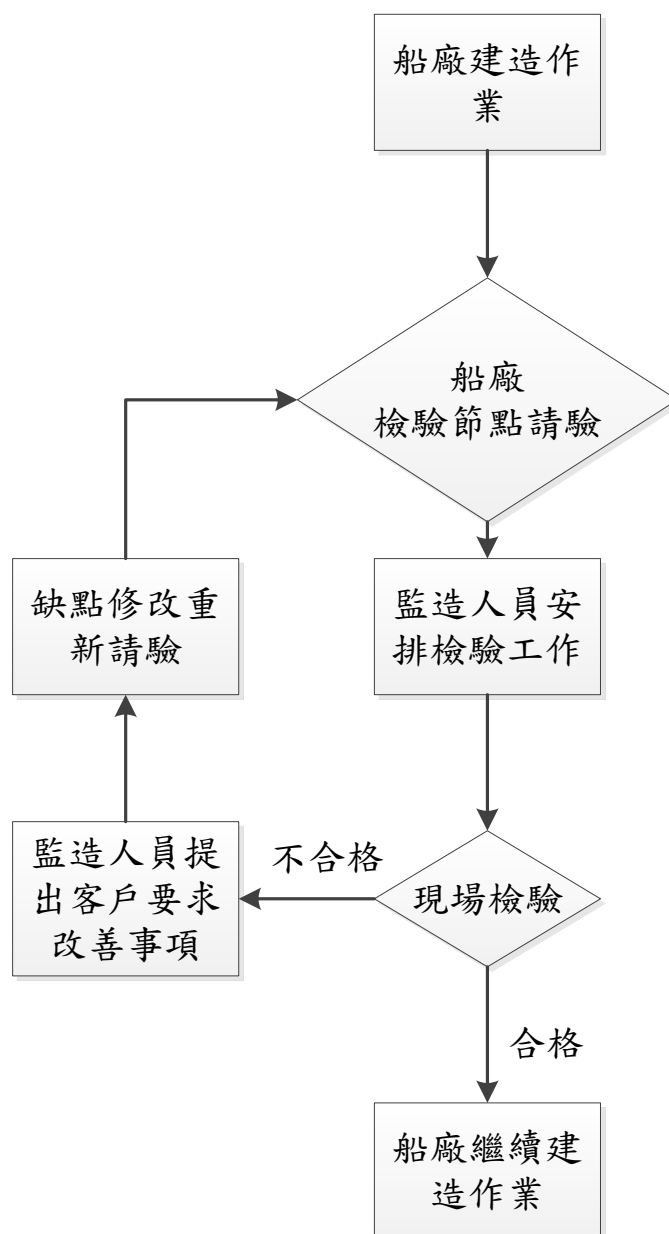 船廠建造作
業
船廠
檢驗節點請驗
缺點修改重
新請驗
監造人員安
排檢驗工作
監造人員提
出客戶要求
改善事項
不合格
現場檢驗
合格
船廠繼續建
造作業